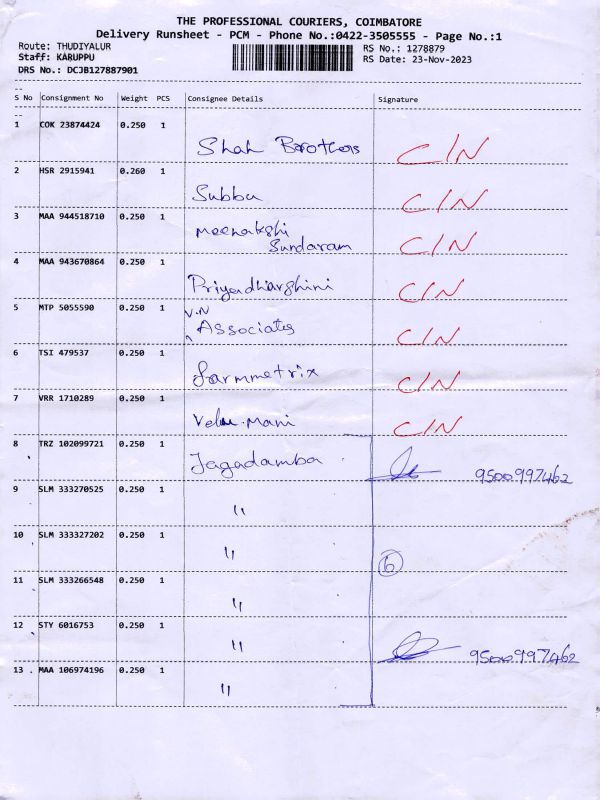 THE PROFESSIONAL COURIERS, COIMBATORE
Delivery Runsheet - PCM - Phone No.:0422-3505555 - Page No.:1
Route: THUDIYALUR
Staff: KARUPPU
DRS No.: DCJB127887901
RS No.: 1278879
RS Date: 23-Nov-2023
S No Consignment No Weight PCS Consignee Details Signature
1 COK 23874424 0.250 1 Shah Brothers C/N
2 HSR 2915941 0.260 1 Subbu C/N
3 MAA 944518710 0.250 1 Meenakshi Sundaram C/N
4 MAA 943670864 0.250 1 Priyadharshini C/N
5 MTP 5055590 0.250 1 V.N Associates C/N
6 TSI 479537 0.250 1 Farmmetrix C/N
7 VRR 1710289 0.250 1 Velu.Mani C/N
8 TRZ 102099721 0.250 1 Jagadamba 9500997462
9 SLM 333270525 0.250 1 "
10 SLM 333327202 0.250 1 " 6
11 SLM 333266548 0.250 1 "
12 STY 6016753 0.250 1 " 9500997462
13 MAA 106974196 0.250 1 "